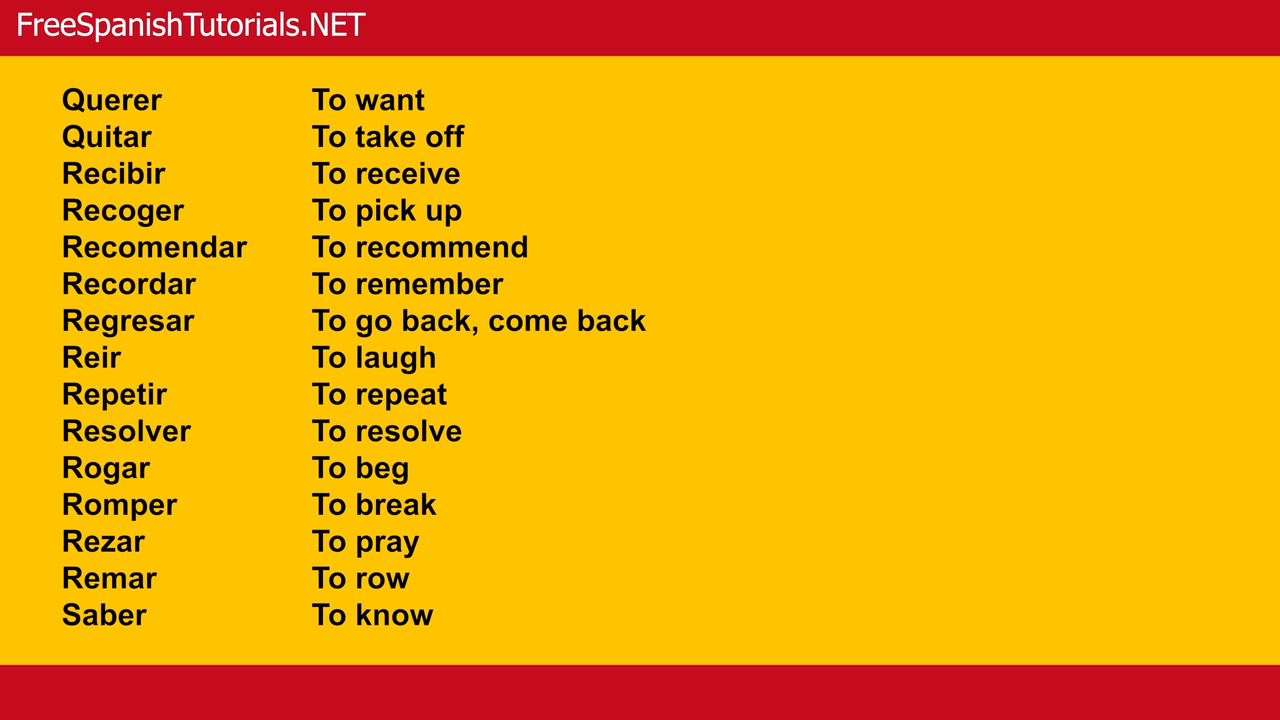 FreeSpanishTutorials.NET
Querer To want
Quitar To take off
Recibir To receive
Recoger To pick up
Recomendar To recommend
Recordar To remember
Regresar To go back, come back
Reir To laugh
Repetir To repeat
Resolver To resolve
Rogar To beg
Romper To break
Rezar To pray
Remar To row
Saber To know